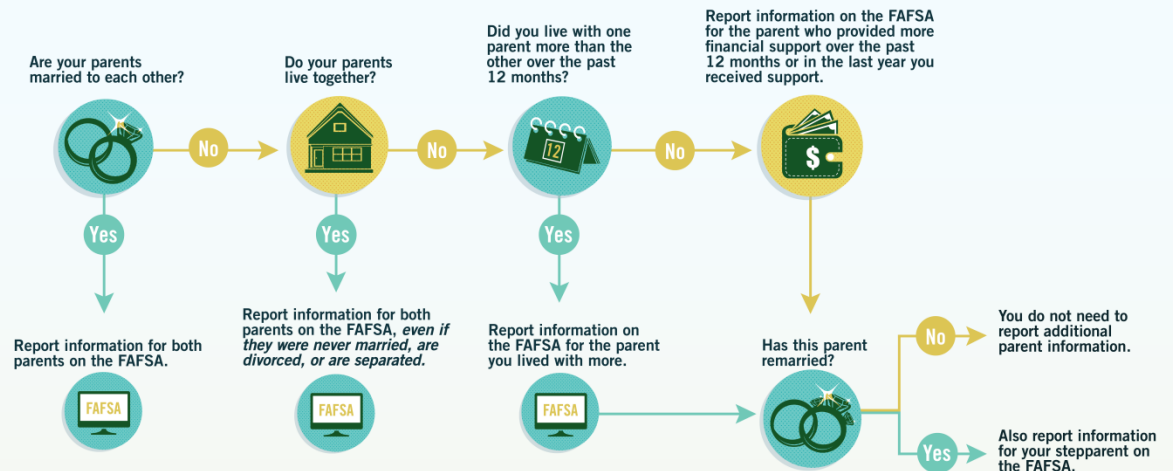 Are your parents
married to each other?
No
Do your parents
live together?
No
Did you live with one
parent more than the
other over the past
12 months?
12
No
Report information on the FAFSA
for the parent who provided more
financial support over the past
12 months or in the last year you
received support.
$
Yes
Yes
Yes
Report information for both
parents on the FAFSA.
FAFSA
Report information for both
parents on the FAFSA, even if
they were never married, are
divorced, or are separated.
FAFSA
Report information on
the FAFSA for the parent
you lived with more.
FAFSA
Has this parent
remarried?
No
You do not need to
report additional
parent information.
Yes
Also report information
for your stepparent on
the FAFSA.